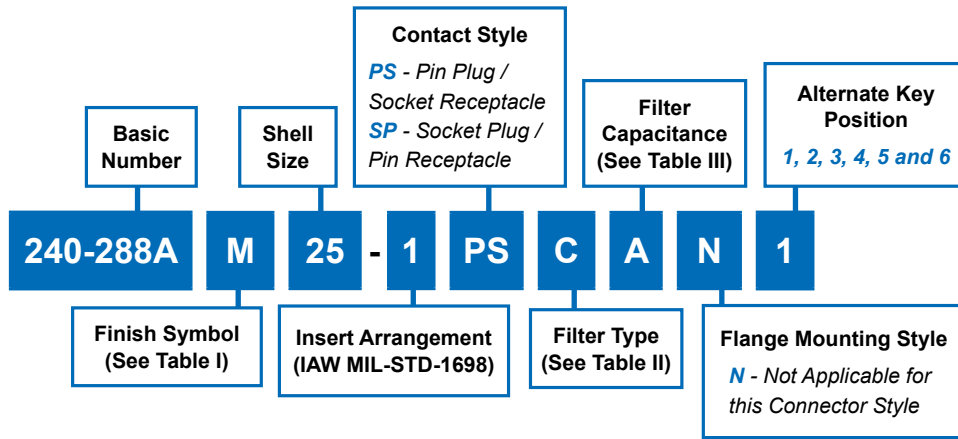 Contact Style
PS - Pin Plug /
Socket Receptacle
SP - Socket Plug /
Pin Receptacle
Basic
Number
Shell
Size
Filter
Capacitance
(See Table III)
Alternate Key
Position
1, 2, 3, 4, 5 and 6
240-288A M 25 - 1 PS C A N 1
Finish Symbol
(See Table I)
Insert Arrangement
(IAW MIL-STD-1698)
Filter Type
(See Table II)
Flange Mounting Style
N - Not Applicable for
this Connector Style